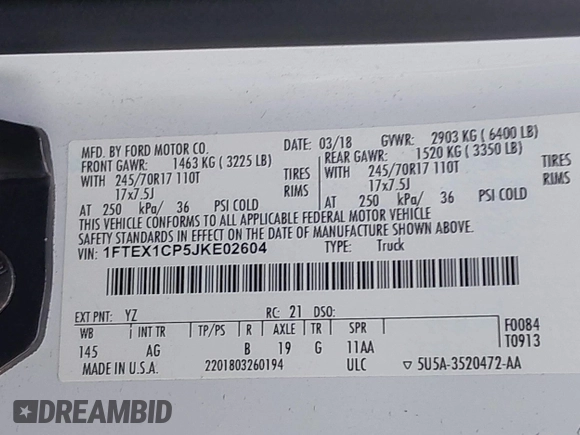 MFD. BY FORD MOTOR CO. DATE: 03/18 GVWR: 2903 KG ( 6400 LB)
FRONT GAWR: 1463 KG ( 3225 LB) REAR GAWR: 1520 KG ( 3350 LB)
WITH 245/70R17 110T TIRES WITH 245/70R17 110T TIRES
17x7.5J RIMS 17x7.5J RIMS
AT 250 kPa/ 36 PSI COLD AT 250 kPa/ 36 PSI COLD
THIS VEHICLE CONFORMS TO ALL APPLICABLE FEDERAL MOTOR VEHICLE
SAFETY STANDARDS IN EFFECT ON THE DATE OF MANUFACTURE SHOWN ABOVE.
VIN: 1FTEX1CP5JKE02604 TYPE: Truck
EXT PNT: YZ RC: 21 DSO: F0084
WB INT TR TP/PS R AXLE TR SPR T0913
145 AG B 19 G 11AA
MADE IN U.S.A. 2201803260194 ULC ▽ 5U5A-3520472-AA
DREAMBID